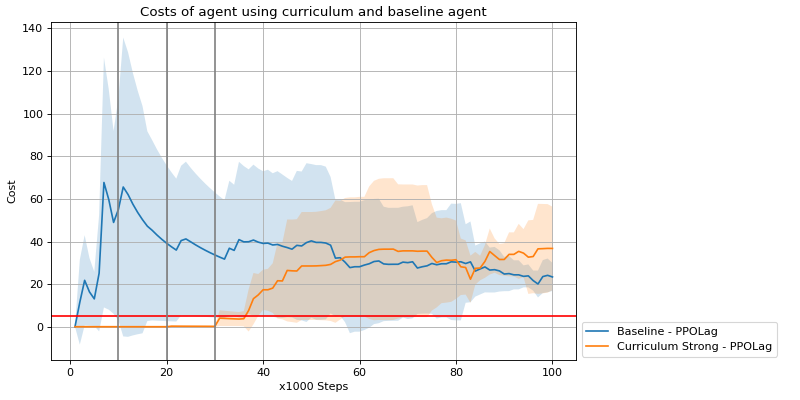 Costs of agent using curriculum and baseline agent
140
120
100
80
60
40
20
0
Cost
0 20 40 60 80 100
x1000 Steps
Baseline - PPOLag
Curriculum Strong - PPOLag